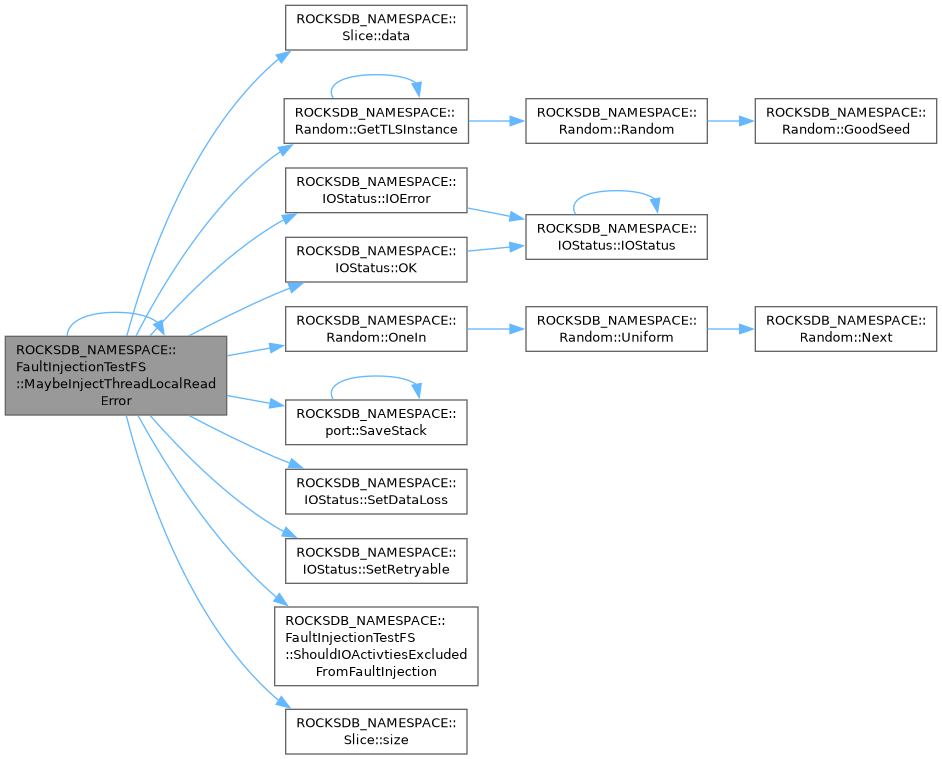 ROCKSDB_NAMESPACE::
Slice::data
ROCKSDB_NAMESPACE::
Random::GetTLSInstance
ROCKSDB_NAMESPACE::
Random::Random
ROCKSDB_NAMESPACE::
Random::GoodSeed
ROCKSDB_NAMESPACE::
IOStatus::IOError
ROCKSDB_NAMESPACE::
IOStatus::IOStatus
ROCKSDB_NAMESPACE::
IOStatus::OK
ROCKSDB_NAMESPACE::
Random::OneIn
ROCKSDB_NAMESPACE::
Random::Uniform
ROCKSDB_NAMESPACE::
Random::Next
ROCKSDB_NAMESPACE::
FaultInjectionTestFS
::MaybeInjectThreadLocalRead
Error
ROCKSDB_NAMESPACE::
port::SaveStack
ROCKSDB_NAMESPACE::
IOStatus::SetDataLoss
ROCKSDB_NAMESPACE::
IOStatus::SetRetryable
ROCKSDB_NAMESPACE::
FaultInjectionTestFS
::ShouldIOActivtiesExcluded
FromFaultInjection
ROCKSDB_NAMESPACE::
Slice::size